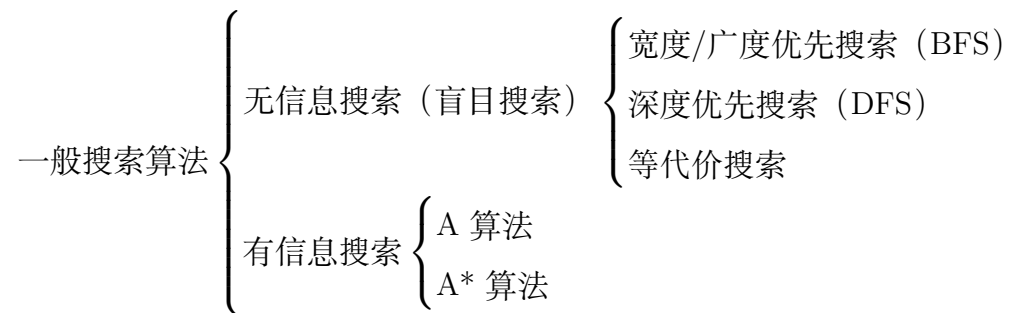 宽度/广度优先搜索（BFS）
无信息搜索（盲目搜索）
深度优先搜索（DFS）
一般搜索算法
等代价搜索
A 算法
有信息搜索
A* 算法